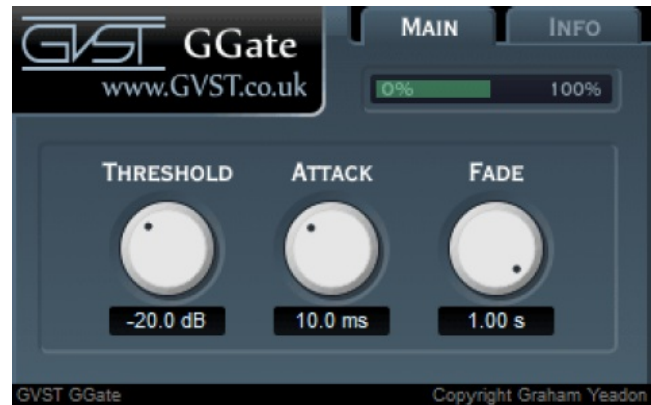 GVST GGate
www.GVST.co.uk
MAIN
INFO
0% 100%
THRESHOLD ATTACK FADE
-20.0 dB 10.0 ms 1.00 s
GVST GGate Copyright Graham Yeadon